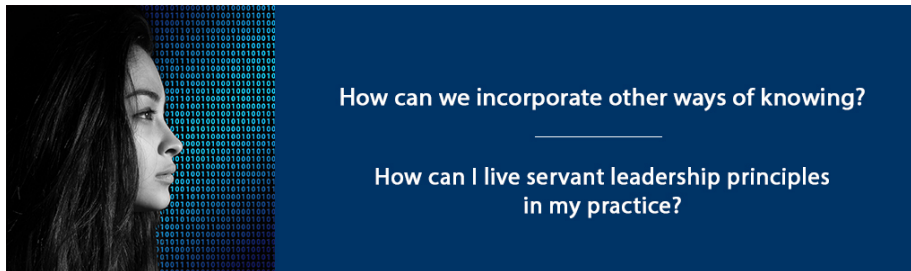 How can we incorporate other ways of knowing?
How can I live servant leadership principles
in my practice?